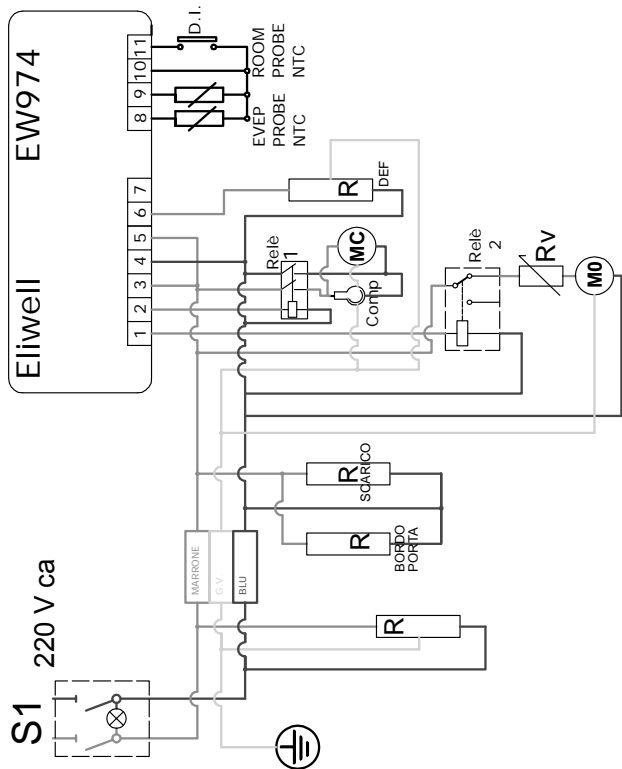 Eliwell EW974
1 2 3 4 5 6 7 8 9 10 11
D.I.
EVEP
PROBE
NTC
ROOM
PROBE
NTC
R
DEF
Relè
1
MC
Comp
Relè
2
Rv
M0
R
SCARICO
R
BORDO
PORTA
MARRONE
G.V.
BLU
S1
220 V ca
R